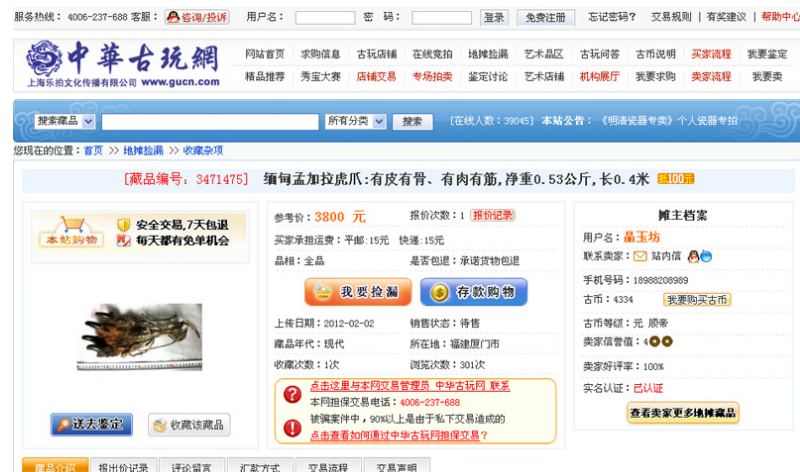 服务热线: 4006-237-688 客服: 咨询/投诉 用户名: 密 码: 登录 免费注册 忘记密码? 交易规则 | 有奖建议 | 帮助中心
中華古玩網
上海乐拍文化传播有限公司 www.gucn.com
网站首页 求购信息 古玩店铺 在线竞拍 地摊捡漏 艺术品区 古玩问答 古币说明 买家流程 我要鉴定
精品推荐 秀宝大赛 店铺交易 专场拍卖 鉴定讨论 艺术店铺 机构展厅 我要求购 卖家流程 我要卖
搜索藏品 所有分类 搜索 [在线人数: 39045] 本站公告: 《明清瓷器专卖》个人瓷器专拍
您现在的位置: 首页 >> 地摊捡漏 >> 收藏杂项
[藏品编号: 3471475] 缅甸孟加拉虎爪:有皮有骨、有肉有筋,净重0.53公斤,长0.4米 100元
本站购物 安全交易,7天包退
每天都有免单机会
送去鉴定 收藏该藏品
参考价: 3800 元 报价次数: 1 报价记录
买家承担运费: 平邮:15元 快递:15元
品相: 全品 是否包退: 承诺货物包退
我要捡漏 存款购物
上传日期: 2012-02-02 销售状态: 待售
藏品年代: 现代 所在地: 福建厦门市
收藏次数: 1次 浏览次数: 301次
点击这里与本网交易管理员 中华古玩网 联系
本网担保交易电话: 4006-237-688
被骗案件中, 90%以上是由于私下交易造成的
点击查看如何通过中华古玩网担保交易?
摊主档案
用户名: 晶玉坊
联系卖家: 站内信
手机号码: 18988208989
古币: 4334 我要购买古币
古币等级: 元 顺帝
卖家信誉值: 4
卖家好评率: 100%
实名认证: 已认证
查看卖家更多地摊藏品
藏品介绍 报出价记录 评论留言 汇款方式 交易流程 交易声明